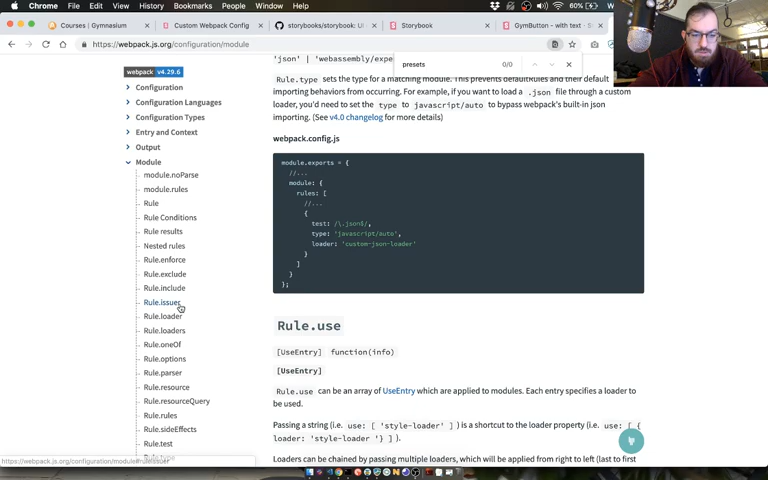 Chrome File Edit View History Bookmarks People Window Help 60%
Courses | Gymnasium
Custom Webpack Config
storybooks/storybook: UI
Storybook
GymButton - with text
https://webpack.js.org/configuration/module
presets 0/0
webpack v4.29.6
Configuration
Configuration Languages
Configuration Types
Entry and Context
Output
Module
module.noParse
module.rules
Rule
Rule Conditions
Rule results
Nested rules
Rule.enforce
Rule.exclude
Rule.include
Rule.issuer
Rule.loader
Rule.loaders
Rule.oneOf
Rule.options
Rule.parser
Rule.resource
Rule.resourceQuery
Rule.rules
Rule.sideEffects
Rule.test
Rule.type
https://webpack.js.org/configuration/module#ruleissuer
'json' | 'webassembly/expe
Rule.type sets the type for a matching module. This prevents defaultRules and their default
importing behaviors from occurring. For example, if you want to load a .json file through a custom
loader, you'd need to set the type to javascript/auto to bypass webpack's built-in json
importing. (See v4.0 changelog for more details)
webpack.config.js
module.exports = {
//...
module: {
rules: [
//...
{
test: /\.json$/,
type: 'javascript/auto',
loader: 'custom-json-loader'
}
]
}
};
Rule.use
[UseEntry] function(info)
[UseEntry]
Rule.use can be an array of UseEntry which are applied to modules. Each entry specifies a loader to
be used.
Passing a string (i.e. use: [ 'style-loader' ] ) is a shortcut to the loader property (i.e. use: [ {
loader: 'style-loader '} ] ).
Loaders can be chained by passing multiple loaders, which will be applied from right to left (last to first